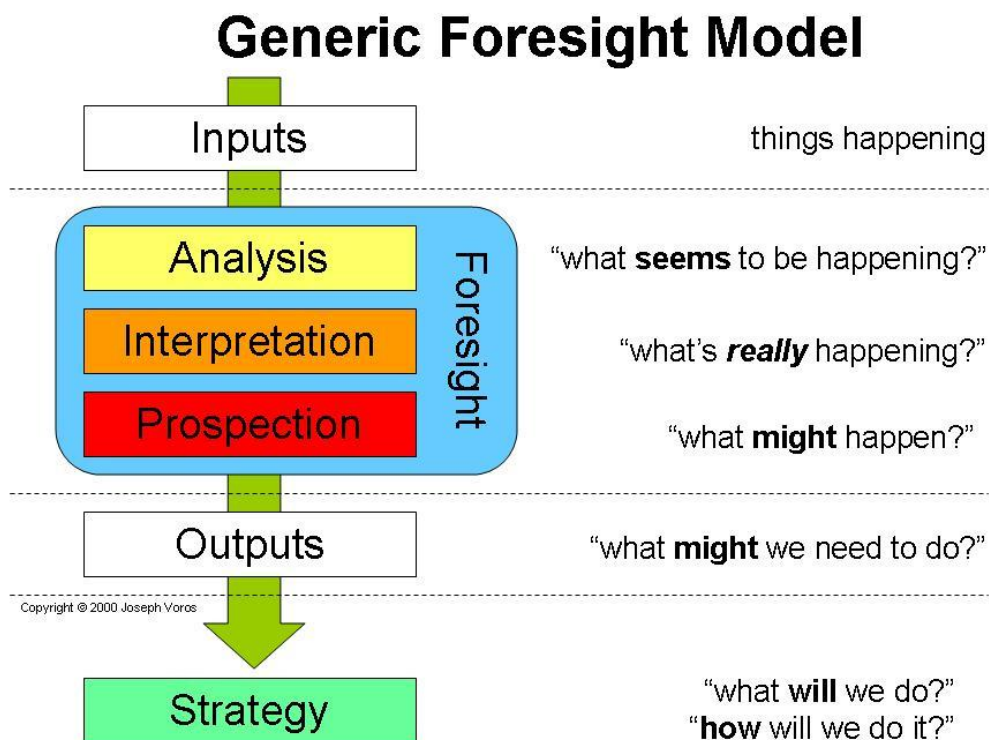 Generic Foresight Model
Inputs
things happening
Analysis
“what seems to be happening?”
Interpretation
“what's really happening?”
Prospection
“what might happen?”
Foresight
Outputs
“what might we need to do?”
Copyright © 2000 Joseph Voros
Strategy
“what will we do?”
“how will we do it?”